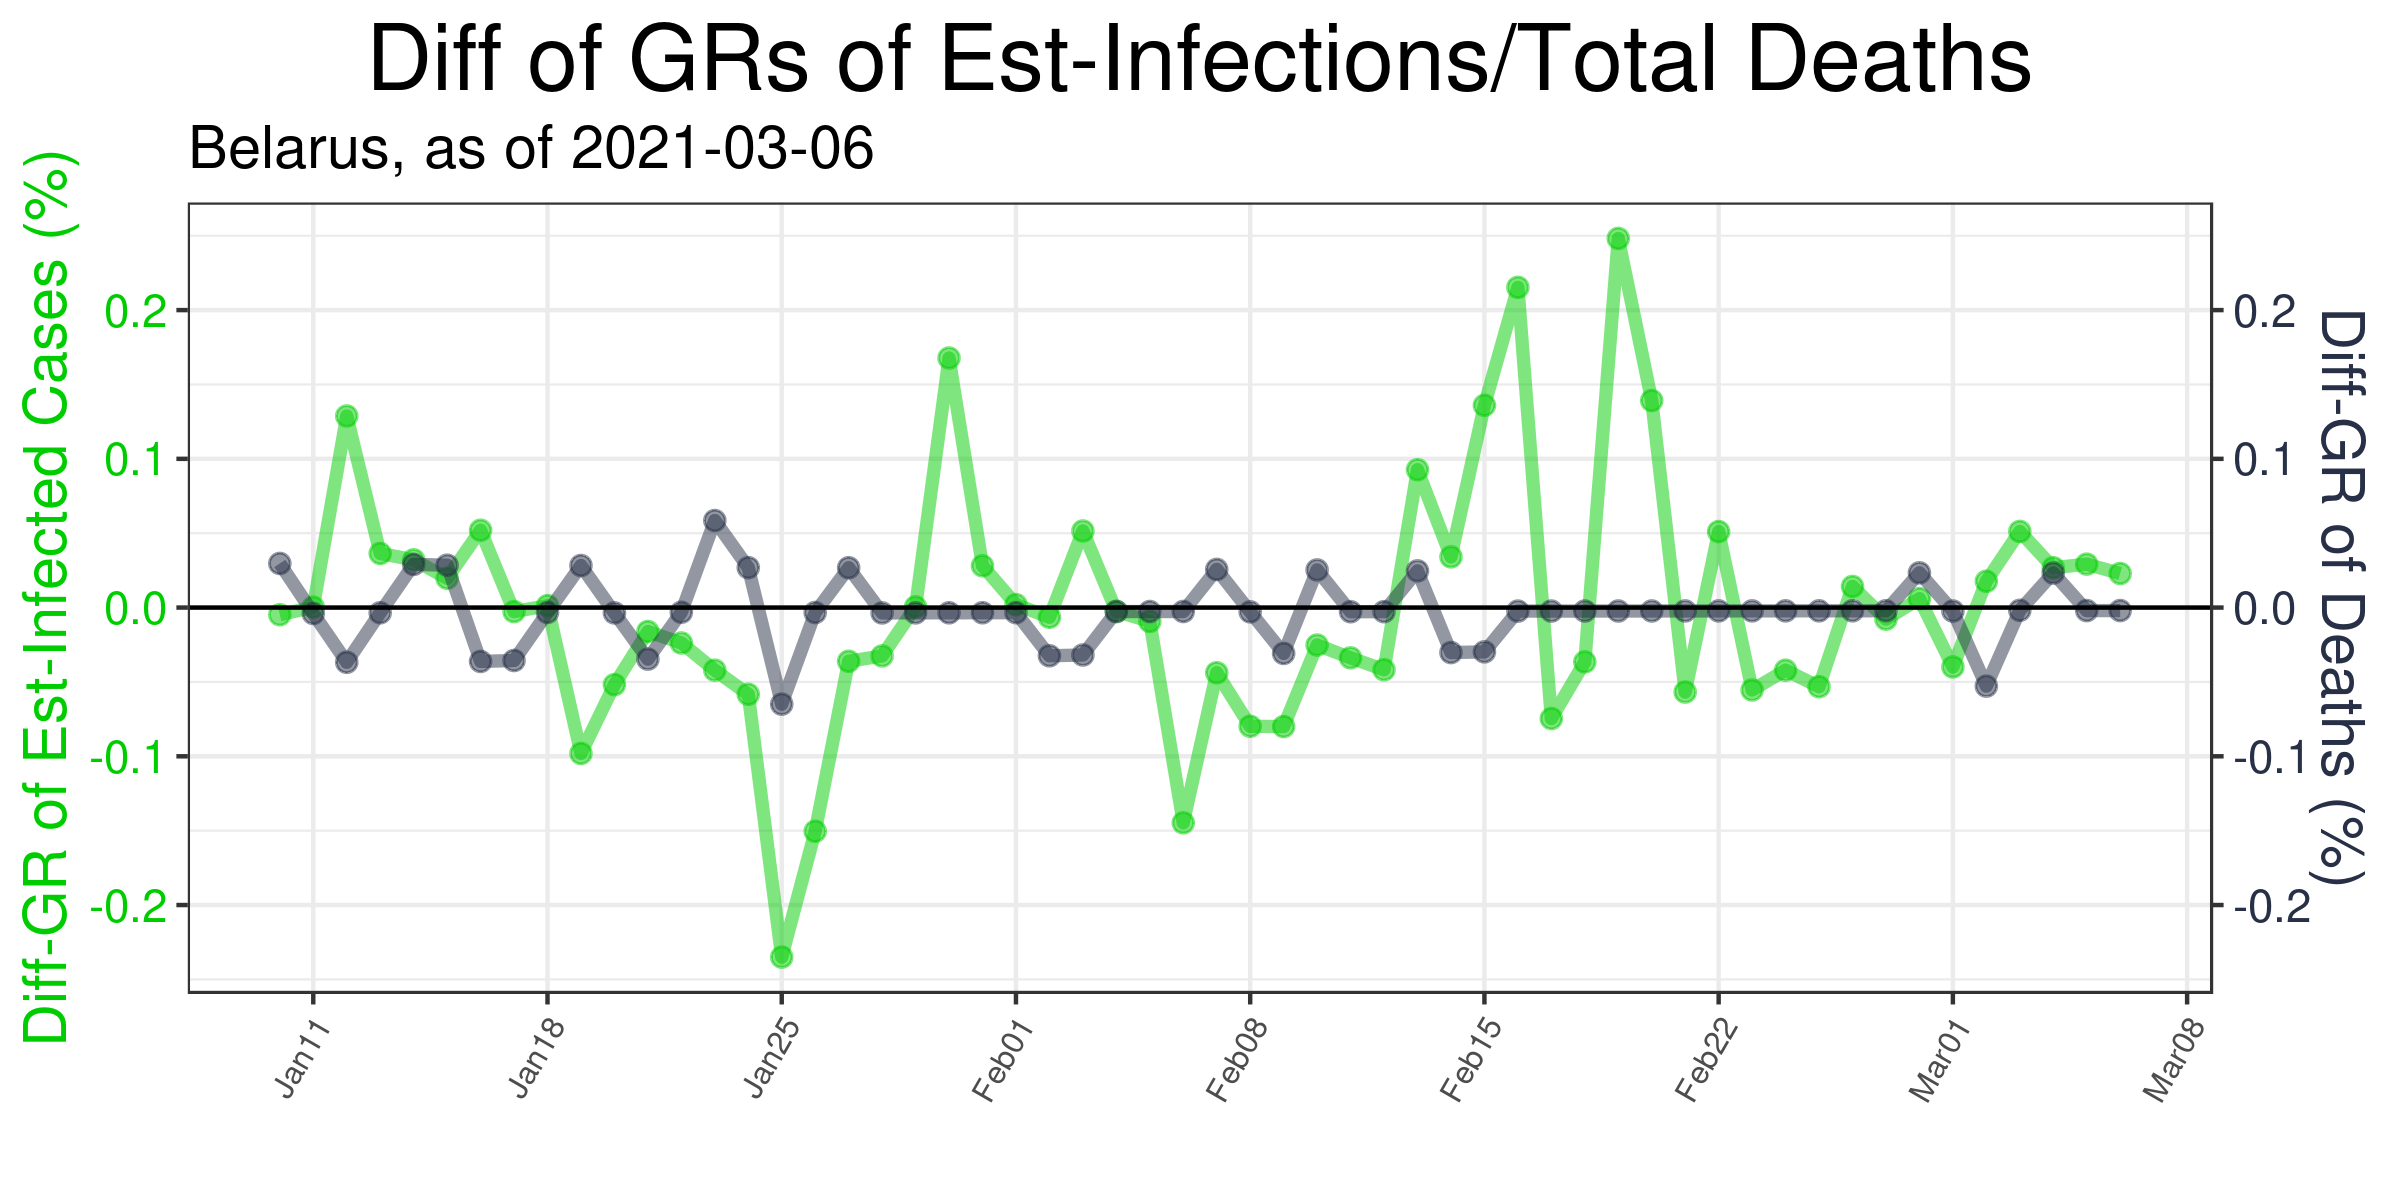 Diff of GRs of Est-Infections/Total Deaths
Belarus, as of 2021-03-06
Diff-GR of Est-Infected Cases (%)
0.2
0.1
0.0
-0.1
-0.2
0.2
0.1
0.0
-0.1
-0.2
Diff-GR of Deaths (%)
Jan11
Jan18
Jan25
Feb01
Feb08
Feb15
Feb22
Mar01
Mar08